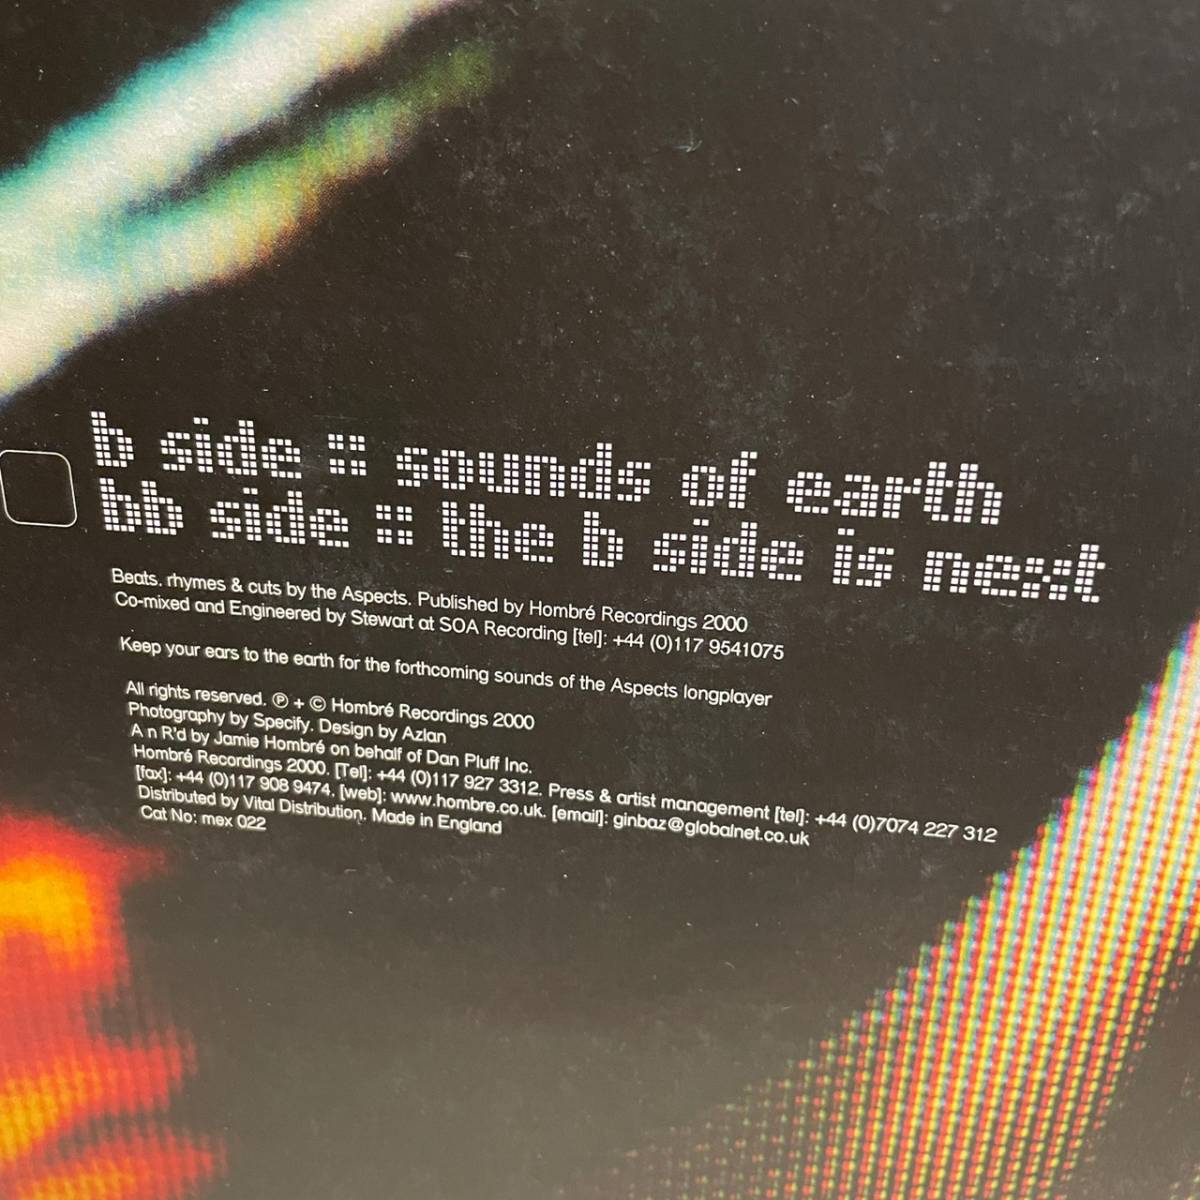 b side :: sounds of earth
bb side :: the b side is next
Beats. rhymes & cuts by the Aspects. Published by Hombré Recordings 2000
Co-mixed and Engineered by Stewart at SOA Recording [tel]: +44 (0)117 9541075
Keep your ears to the earth for the forthcoming sounds of the Aspects longplayer
All rights reserved. ℗ + © Hombré Recordings 2000
Photography by Specify. Design by Azlan
A n R'd by Jamie Hombré on behalf of Dan Pluff Inc.
Hombré Recordings 2000. [Tel]: +44 (0)117 927 3312. Press & artist management [tel]: +44 (0)7074 227 312
[fax]: +44 (0)117 908 9474. [web]: www.hombre.co.uk. [email]: ginbaz@globalnet.co.uk
Distributed by Vital Distribution. Made in England
Cat No: mex 022